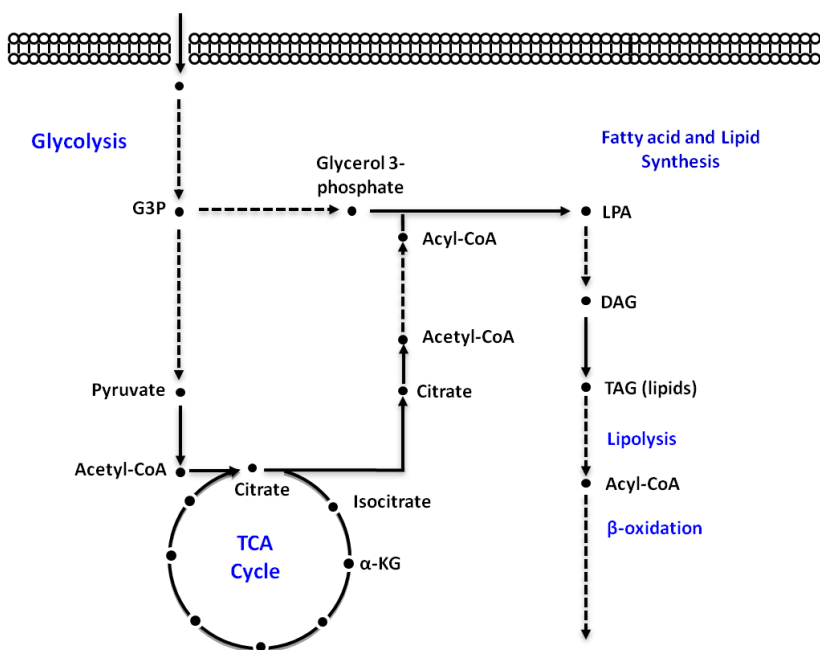 Glycolysis
Fatty acid and Lipid
Synthesis
Glycerol 3-
phosphate
G3P
LPA
Acyl-CoA
DAG
Acetyl-CoA
Pyruvate
Citrate
TAG (lipids)
Lipolysis
Acetyl-CoA
Citrate
Isocitrate
Acyl-CoA
β-oxidation
TCA
Cycle
α-KG